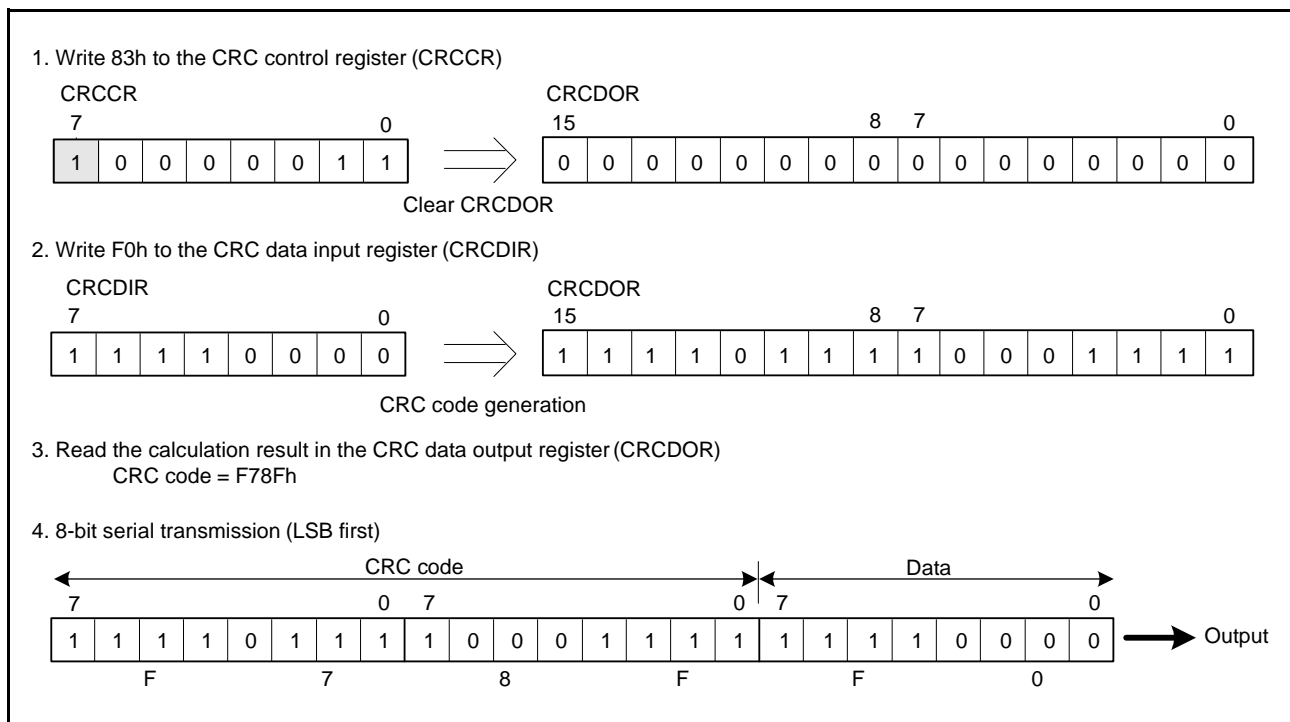 1. Write 83h to the CRC control register (CRCCR)
CRCCR CRCDOR
7 0 15 8 7 0
1 0 0 0 0 0 1 1 0 0 0 0 0 0 0 0 0 0 0 0 0 0 0 0
Clear CRCDOR
2. Write F0h to the CRC data input register (CRCDIR)
CRCDIR CRCDOR
7 0 15 8 7 0
1 1 1 1 0 0 0 0 1 1 1 1 0 1 1 1 1 0 0 0 1 1 1 1
CRC code generation
3. Read the calculation result in the CRC data output register (CRCDOR)
CRC code = F78Fh
4. 8-bit serial transmission (LSB first)
CRC code Data
7 0 7 0 7 0
1 1 1 1 0 1 1 1 1 0 0 0 1 1 1 1 1 1 1 1 0 0 0 0 Output
F 7 8 F F 0